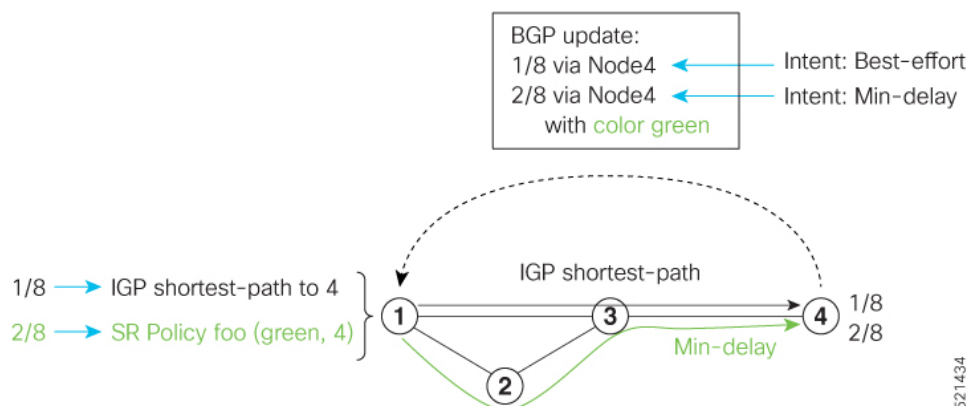 BGP update:
1/8 via Node4
Intent: Best-effort
2/8 via Node4
Intent: Min-delay
with color green
1/8
IGP shortest-path to 4
2/8
SR Policy foo (green, 4)
IGP shortest-path
1
3
4
1/8
2/8
Min-delay
2
521434